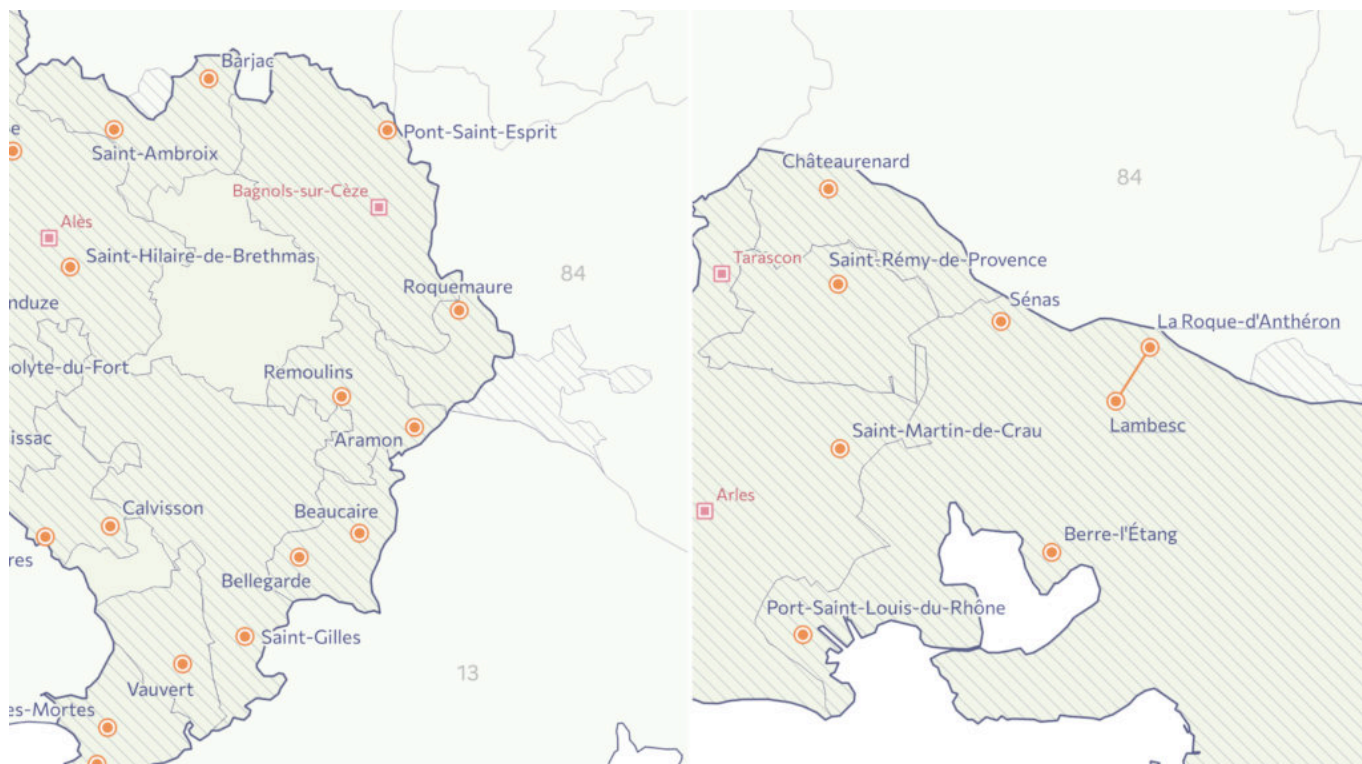 Barjac
Pont-Saint-Esprit
Saint-Ambroix
Bagnols-sur-Cèze
Alès
Saint-Hilaire-de-Brethmas
84
Roquemaure
nduze
olyte-du-Fort
Remoulins
Aramon
issac
Calvisson
Beaucaire
res
Bellegarde
Saint-Gilles
13
Vauvert
es-Mortes
Châteaurenard
84
Tarascon
Saint-Rémy-de-Provence
Sénas
La Roque-d'Anthéron
Lambesc
Saint-Martin-de-Crau
Arles
Berre-l'Étang
Port-Saint-Louis-du-Rhône